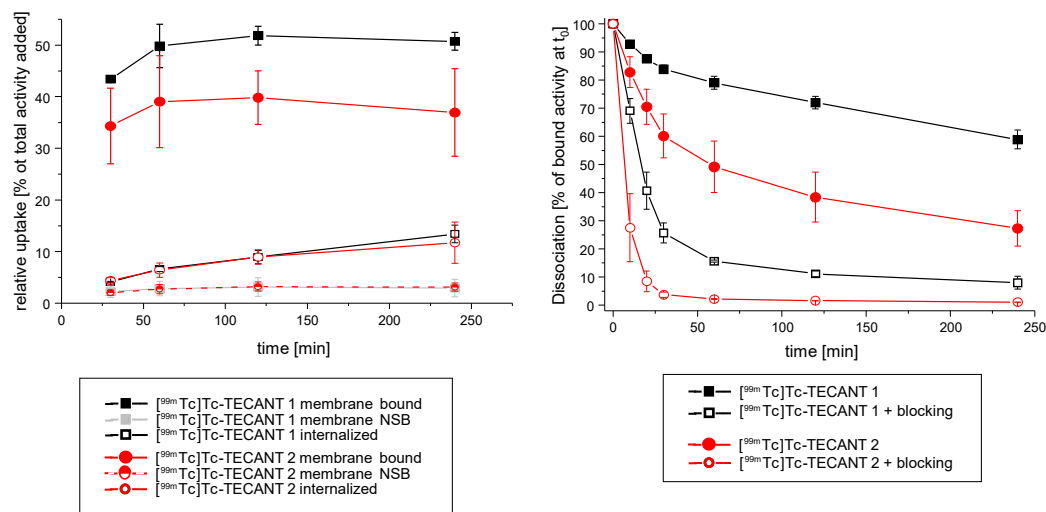 relative uptake [% ot total activity added]
50
40
30
20
10
0
0
50
100
150
200
250
time [min]
[99mTc]Tc-TECANT 1 membrane bound
[99mTc]Tc-TECANT 1 membrane NSB
[99mTc]Tc-TECANT 1 internalized
[99mTc]Tc-TECANT 2 membrane bound
[99mTc]Tc-TECANT 2 membrane NSB
[99mTc]Tc-TECANT 2 internalized
Dissociation [% of bound activity at t0]
100
90
80
70
60
50
40
30
20
10
0
0
50
100
150
200
250
time [min]
[99mTc]Tc-TECANT 1
[99mTc]Tc-TECANT 1 + blocking
[99mTc]Tc-TECANT 2
[99mTc]Tc-TECANT 2 + blocking